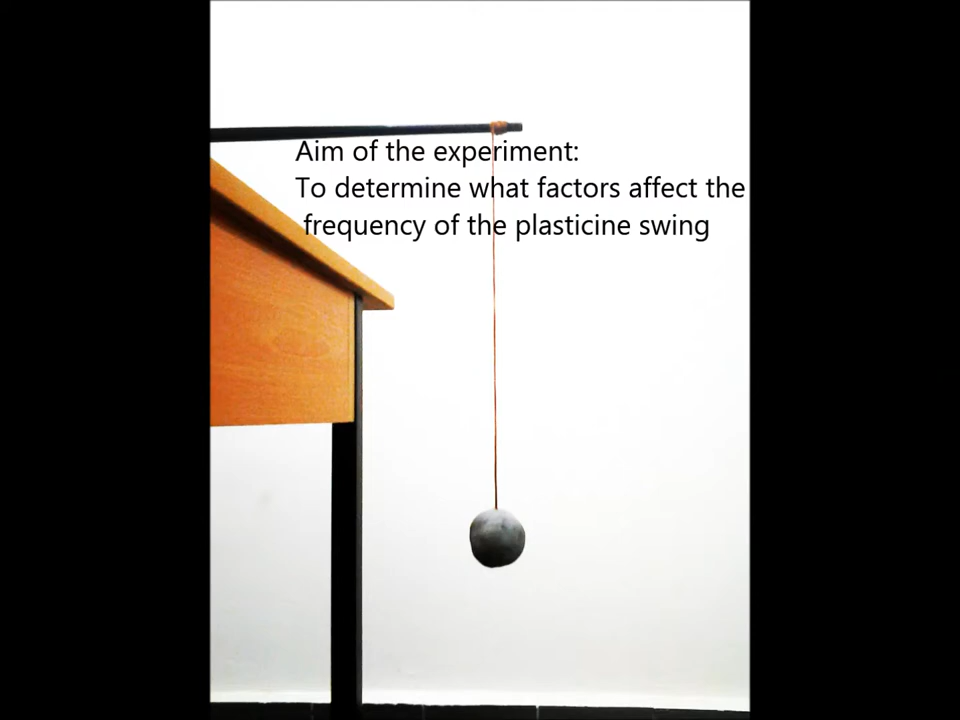 Aim of the experiment:
To determine what factors affect the
frequency of the plasticine swing